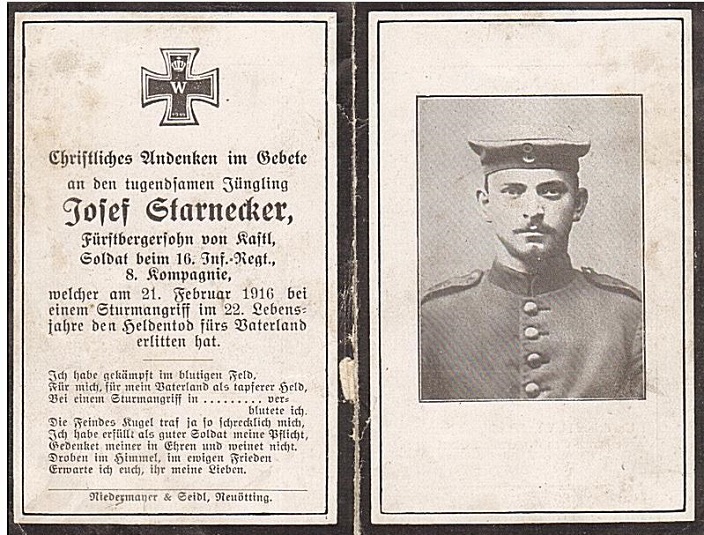 W
Christliches Andenken im Gebete
an den tugendsamen Jüngling
Josef Starnecker,
Fürstbergersohn von Kastl,
Soldat beim 16. Inf.-Regt.,
8. Kompagnie,
welcher am 21. Februar 1916 bei
einem Sturmangriff im 22. Lebens-
jahre den Heldentod fürs Vaterland
erlitten hat.
Ich habe gekämpft im blutigen Feld,
Für mich, für mein Vaterland als tapferer Held,
Bei einem Sturmangriff in ......... ver-
blutete ich.
Die Feindes Kugel traf ja so schrecklich mich,
Ich habe erfüllt als guter Soldat meine Pflicht,
Gedenket meiner in Ehren und weinet nicht.
Droben im Himmel, im ewigen Frieden
Erwarte ich euch, ihr meine Lieben.
Niedermayer & Seidl, Neuötting.